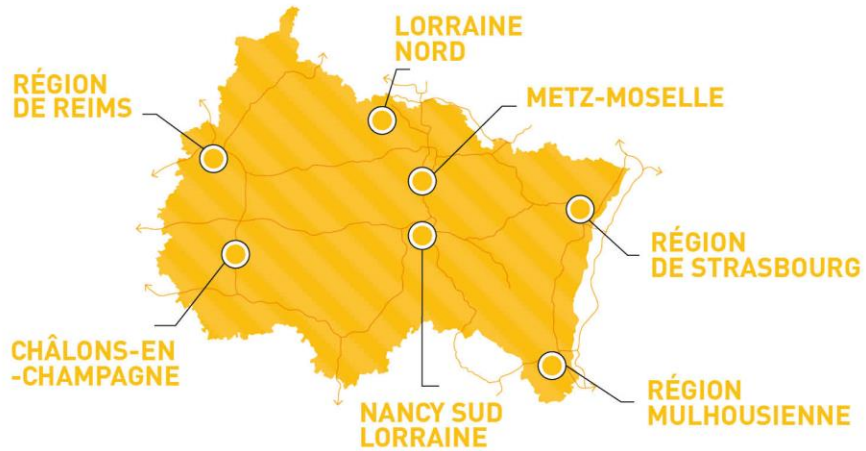 LORRAINE
NORD
RÉGION
DE REIMS
METZ-MOSELLE
RÉGION
DE STRASBOURG
CHÂLONS-EN
-CHAMPAGNE
NANCY SUD
LORRAINE
RÉGION
MULHOUSIENNE